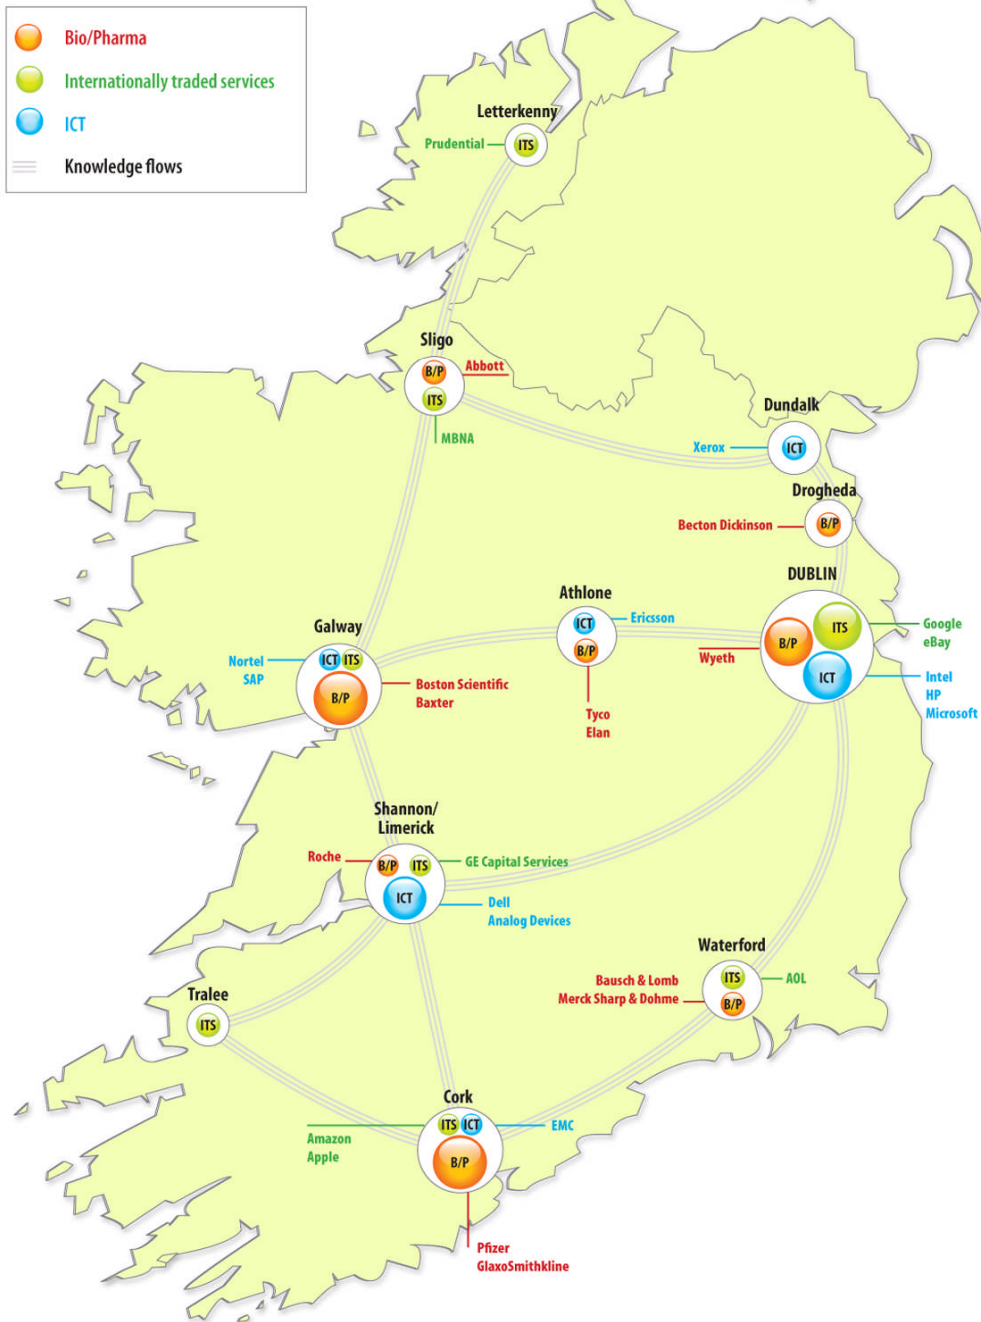 Bio/Pharma
Internationally traded services
ICT
Knowledge flows
Letterkenny
Prudential
ITS
Sligo
B/P
Abbott
ITS
MBNA
Dundalk
Xerox
ICT
Drogheda
Becton Dickinson
B/P
DUBLIN
ITS
B/P
ICT
Google
eBay
Wyeth
Intel
HP
Microsoft
Athlone
ICT
Ericsson
B/P
Tyco
Elan
Galway
Nortel
SAP
ICT
ITS
B/P
Boston Scientific
Baxter
Shannon/
Limerick
Roche
B/P
ITS
GE Capital Services
ICT
Dell
Analog Devices
Waterford
ITS
AOL
Bausch & Lomb
Merck Sharp & Dohme
B/P
Tralee
ITS
Cork
ITS
ICT
EMC
Amazon
Apple
B/P
Pfizer
GlaxoSmithkline